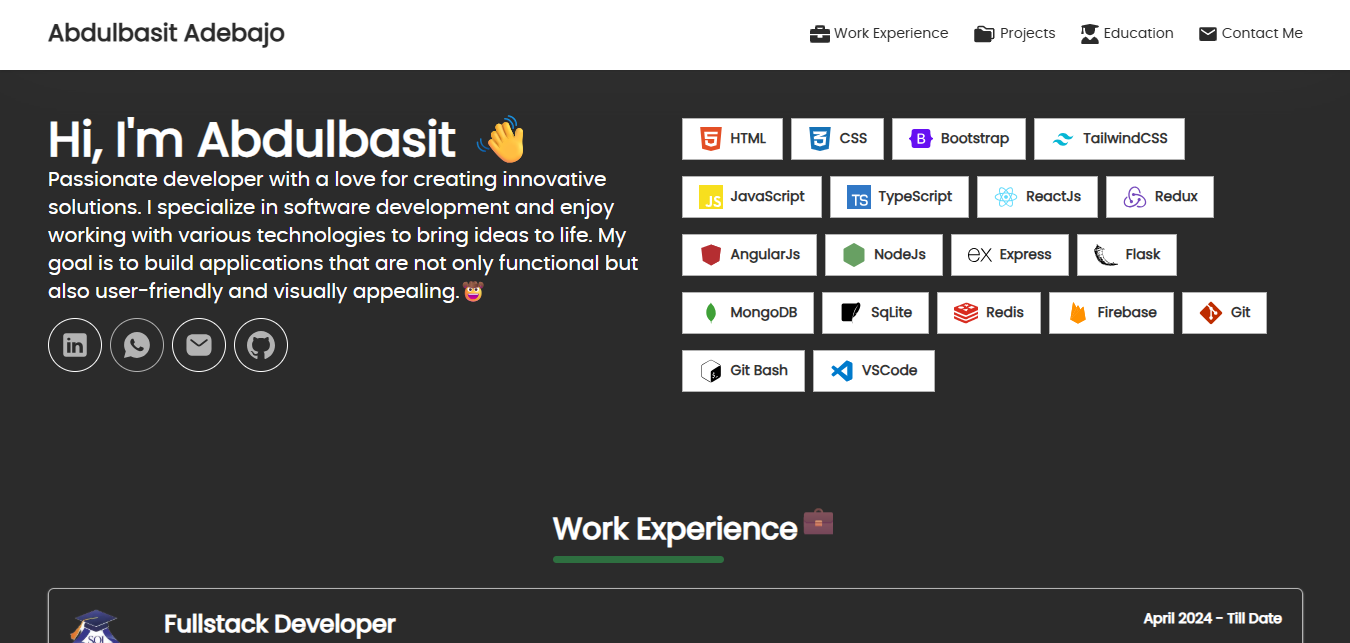 Abdulbasit Adebajo
Work Experience
Projects
Education
Contact Me
Hi, I'm Abdulbasit
Passionate developer with a love for creating innovative
solutions. I specialize in software development and enjoy
working with various technologies to bring ideas to life. My
goal is to build applications that are not only functional but
also user-friendly and visually appealing.
HTML
CSS
Bootstrap
TailwindCSS
JavaScript
TypeScript
ReactJs
Redux
AngularJs
NodeJs
Express
Flask
MongoDB
SqLite
Redis
Firebase
Git
Git Bash
VSCode
Work Experience
Fullstack Developer
April 2024 - Till Date
SQI